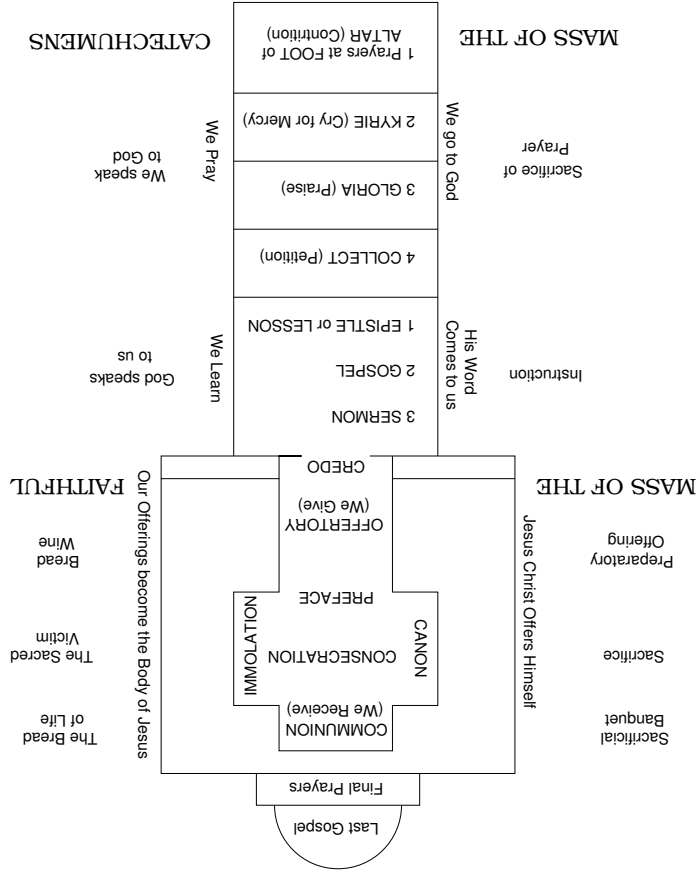 Last Gospel
Final Prayers
Sacrificial
Banquet
COMMUNION
(We Receive)
The Bread
of Life
Sacrifice
CANON
CONSECRATION
IMMOLATION
The Sacred
Victim
Jesus Christ Offers Himself
Our Offerings become the Body of Jesus
PREFACE
Preparatory
Offering
OFFERTORY
(We Give)
Bread
Wine
MASS OF THE
FAITHFUL
CREDO
3 SERMON
2 GOSPEL
1 EPISTLE or LESSON
Instruction
His Word
Comes to us
We Learn
God speaks
to us
4 COLLECT (Petition)
3 GLORIA (Praise)
2 KYRIE (Cry for Mercy)
Sacrifice of
Prayer
We go to God
We Pray
We speak
to God
1 Prayers at FOOT of
ALTAR (Contrition)
MASS OF THE
CATECHUMENS